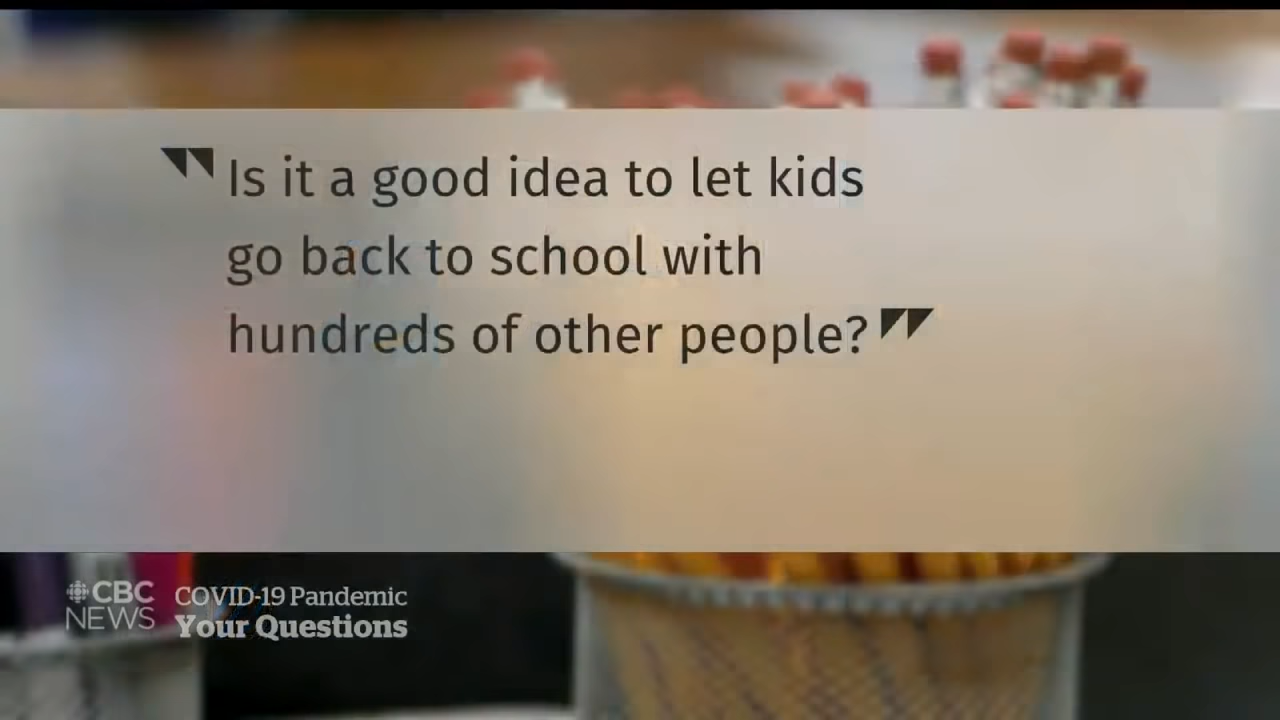 "Is it a good idea to let kids
go back to school with
hundreds of other people?"
CBC
NEWS
COVID-19 Pandemic
Your Questions